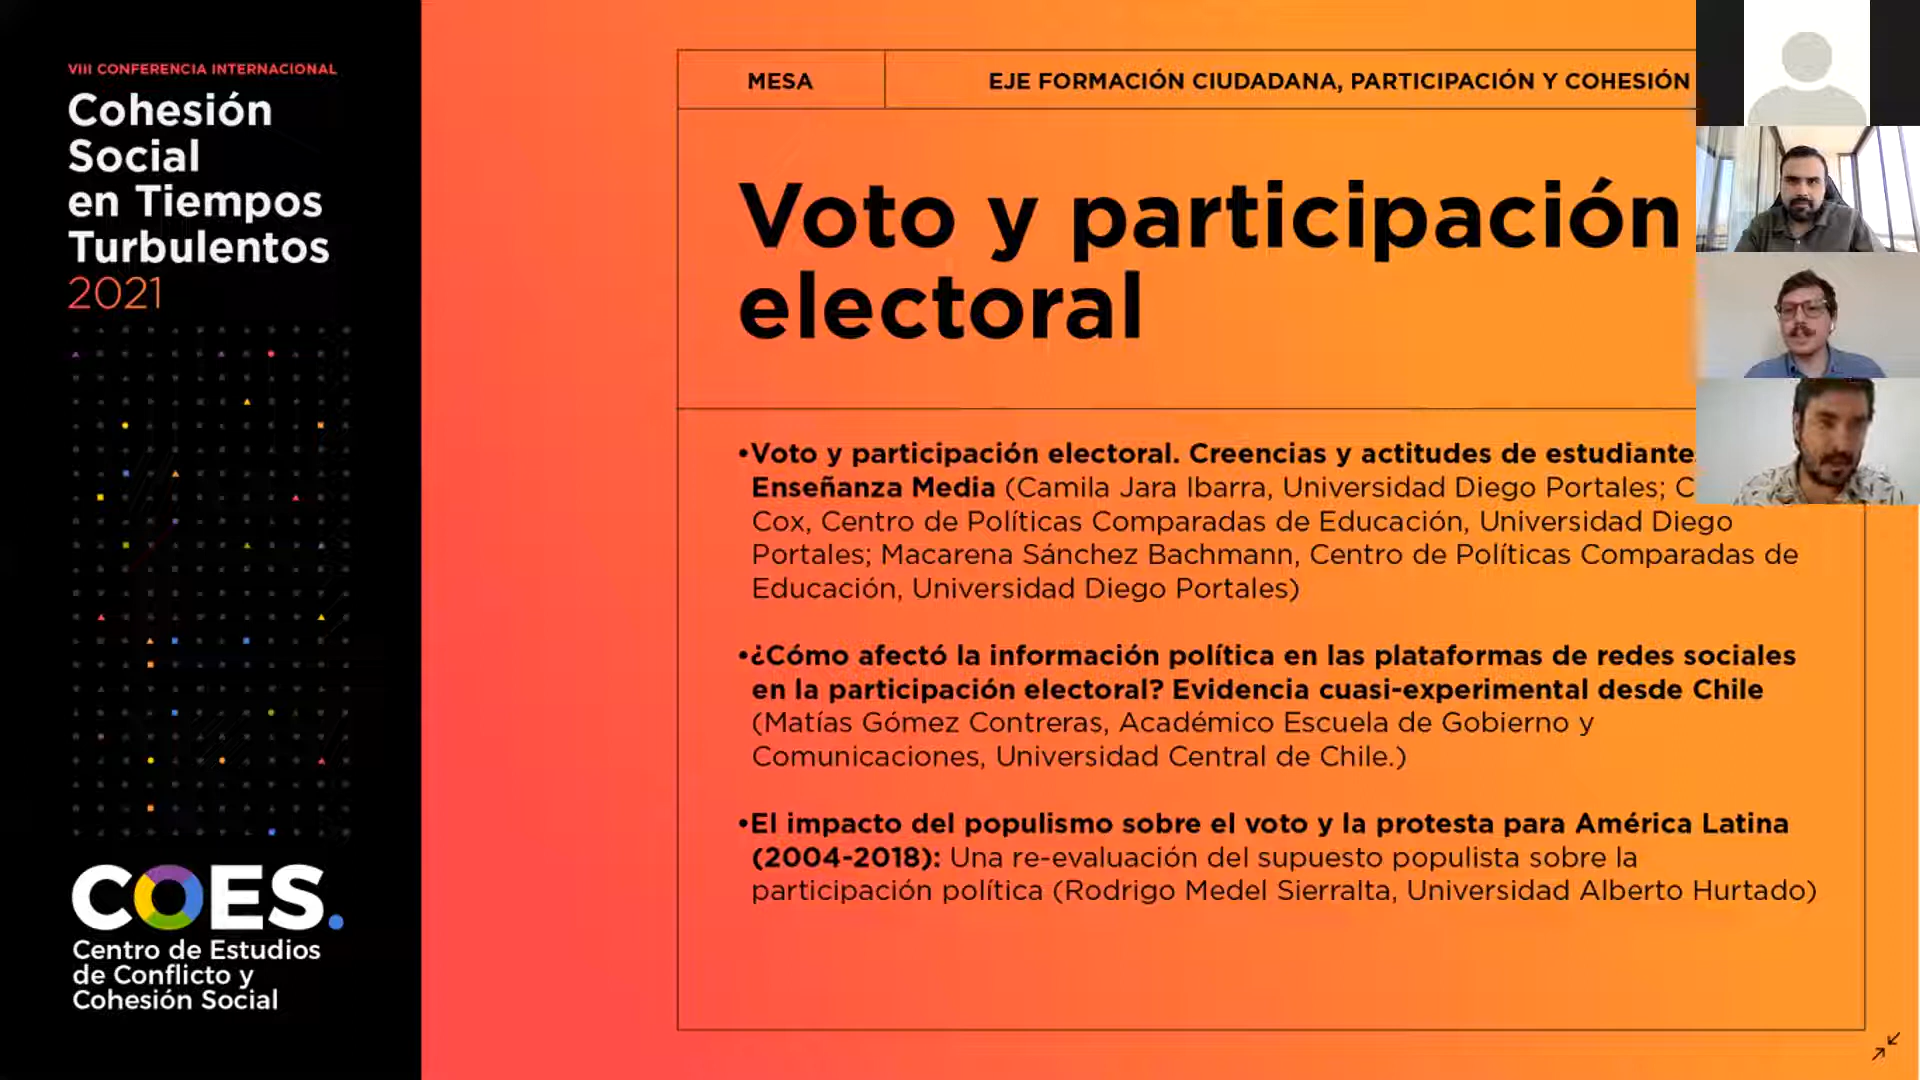 VIII CONFERENCIA INTERNACIONAL
Cohesión
Social
en Tiempos
Turbulentos
2021
COES.
Centro de Estudios
de Conflicto y
Cohesión Social
MESA
EJE FORMACIÓN CIUDADANA, PARTICIPACIÓN Y COHESIÓN
Voto y participación
electoral
•Voto y participación electoral. Creencias y actitudes de
Enseñanza Media (Camila Jara Ibarra, Universidad Diego Portales;
Cox, Centro de Políticas Comparadas de Educación, Universidad Diego
Portales; Macarena Sánchez Bachmann, Centro de Políticas Comparadas de
Educación, Universidad Diego Portales)
•¿Cómo afectó la información política en las plataformas de redes sociales
en la participación electoral? Evidencia cuasi-experimental desde Chile
(Matías Gómez Contreras, Académico Escuela de Gobierno y
Comunicaciones, Universidad Central de Chile.)
•El impacto del populismo sobre el voto y la protesta para América Latina
(2004-2018): Una re-evaluación del supuesto populista sobre la
participación política (Rodrigo Medel Sierralta, Universidad Alberto Hurtado)